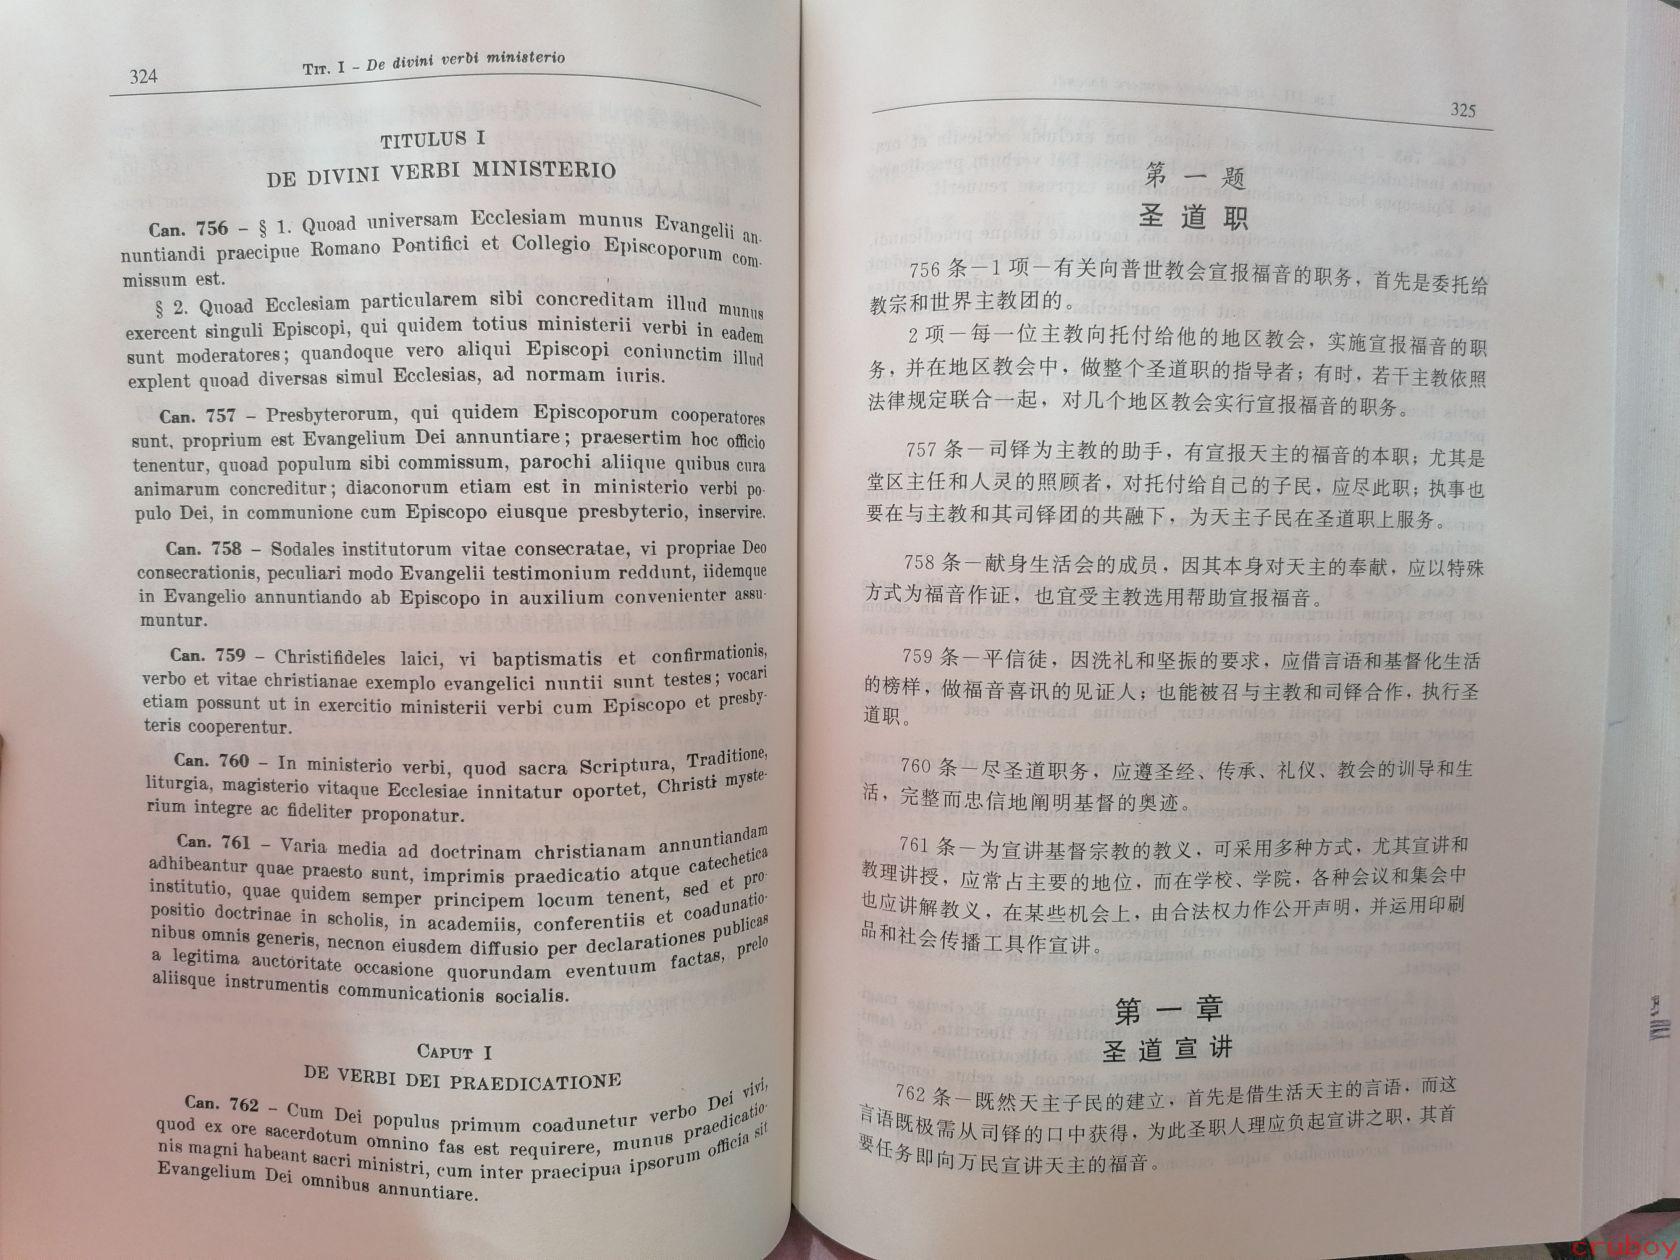 324
TIT. I – De divini verbi ministerio
TITULUS I
DE DIVINI VERBI MINISTERIO
Can. 756 – § 1. Quoad universam Ecclesiam munus Evangelii an-
nuntiandi praecipue Romano Pontifici et Collegio Episcoporum com-
missum est.
§ 2. Quoad Ecclesiam particularem sibi concreditam illud munus
exercent singuli Episcopi, qui quidem totius ministerii verbi in eadem
sunt moderatores; quandoque vero aliqui Episcopi coniunctim illud
explent quoad diversas simul Ecclesias, ad normam iuris.
Can. 757 – Presbyterorum, qui quidem Episcoporum cooperatores
sunt, proprium est Evangelium Dei annuntiare; praesertim hoc officio
tenentur, quoad populum sibi commissum, parochi aliique quibus cura
animarum concreditur; diaconorum etiam est in ministerio verbi po-
pulo Dei, in communione cum Episcopo eiusque presbyterio, inservire.
Can. 758 – Sodales institutorum vitae consecratae, vi propriae Deo
consecrationis, peculiari modo Evangelii testimonium reddunt, iidemque
in Evangelio annuntiando ab Episcopo in auxilium convenienter assu-
muntur.
Can. 759 – Christifideles laici, vi baptismatis et confirmationis,
verbo et vitae christianae exemplo evangelici nuntii sunt testes; vocari
etiam possunt ut in exercitio ministerii verbi cum Episcopo et presby-
teris cooperentur.
Can. 760 – In ministerio verbi, quod sacra Scriptura, Traditione,
liturgia, magisterio vitaque Ecclesiae innitatur oportet, Christi myste-
rium integre ac fideliter proponatur.
Can. 761 – Varia media ad doctrinam christianam annuntiandam
adhibeantur quae praesto sunt, imprimis praedicatio atque catechetica
institutio, quae quidem semper principem locum tenent, sed et pro-
positio doctrinae in scholis, in academiis, conferentiis et coadunatio-
nibus omnis generis, necnon eiusdem diffusio per declarationes publicas
a legitima auctoritate occasione quorundam eventuum factas, prelo
aliisque instrumentis communicationis socialis.
CAPUT I
DE VERBI DEI PRAEDICATIONE
Can. 762 – Cum Dei populus primum coadunetur verbo Dei vivi,
quod ex ore sacerdotum omnino fas est requirere, munus praedicatio-
nis magni habeant sacri ministri, cum inter praecipua ipsorum officia sit
Evangelium Dei omnibus annuntiare.
325
第一题
圣道职
756 条－1 项－有关向普世教会宣报福音的职务，首先是委托给
教宗和世界主教团的。
2 项－每一位主教向托付给他的地区教会，实施宣报福音的职
务，并在地区教会中，做整个圣道职的指导者；有时，若干主教依照
法律规定联合一起，对几个地区教会实行宣报福音的职务。
757 条－司铎为主教的助手，有宣报天主的福音的本职；尤其是
堂区主任和人灵的照顾者，对托付给自己的子民，应尽此职；执事也
要在与主教和其司铎团的共融下，为天主子民在圣道职上服务。
758 条－献身生活会的成员，因其本身对天主的奉献，应以特殊
方式为福音作证，也宜受主教选用帮助宣报福音。
759 条－平信徒，因洗礼和坚振的要求，应借言语和基督化生活
的榜样，做福音喜讯的见证人；也能被召与主教和司铎合作，执行圣
道职。
760 条－尽圣道职务，应遵圣经、传承、礼仪、教会的训导和生
活，完整而忠信地阐明基督的奥迹。
761 条－为宣讲基督宗教的教义，可采用多种方式，尤其宣讲和
教理讲授，应常占主要的地位，而在学校、学院，各种会议和集会中
也应讲解教义，在某些机会上，由合法权力作公开声明，并运用印刷
品和社会传播工具作宣讲。
第一章
圣道宣讲
762 条－既然天主子民的建立，首先是借生活天主的言语，而这
言语既极需从司铎的口中获得，为此圣职人理应负起宣讲之职，其首
要任务即向万民宣讲天主的福音。
cruboy